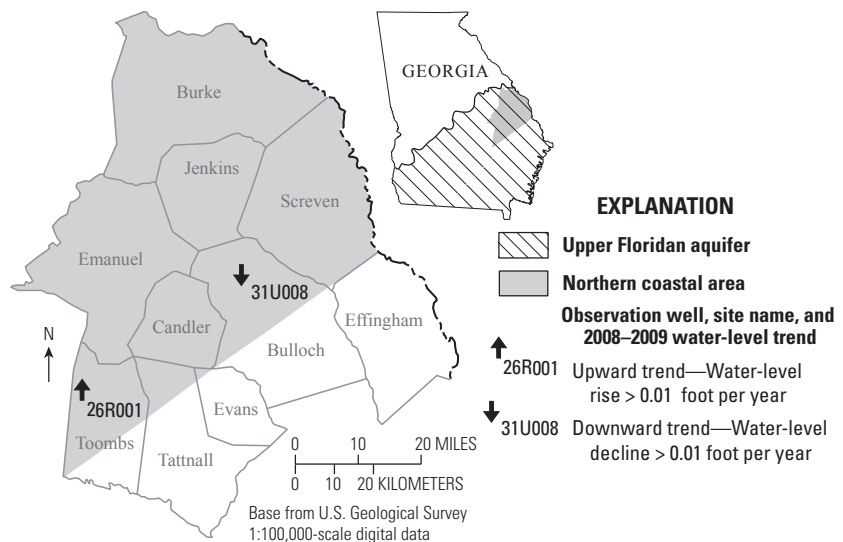 Burke
Jenkins
Screven
Emanuel
31U008
Candler
Effingham
Bulloch
N
26R001
Evans
Toombs
Tattnall
0 10 20 MILES
0 10 20 KILOMETERS
Base from U.S. Geological Survey
1:100,000-scale digital data
GEORGIA
EXPLANATION
Upper Floridan aquifer
Northern coastal area
Observation well, site name, and
2008–2009 water-level trend
26R001 Upward trend—Water-level
rise > 0.01 foot per year
31U008 Downward trend—Water-level
decline > 0.01 foot per year